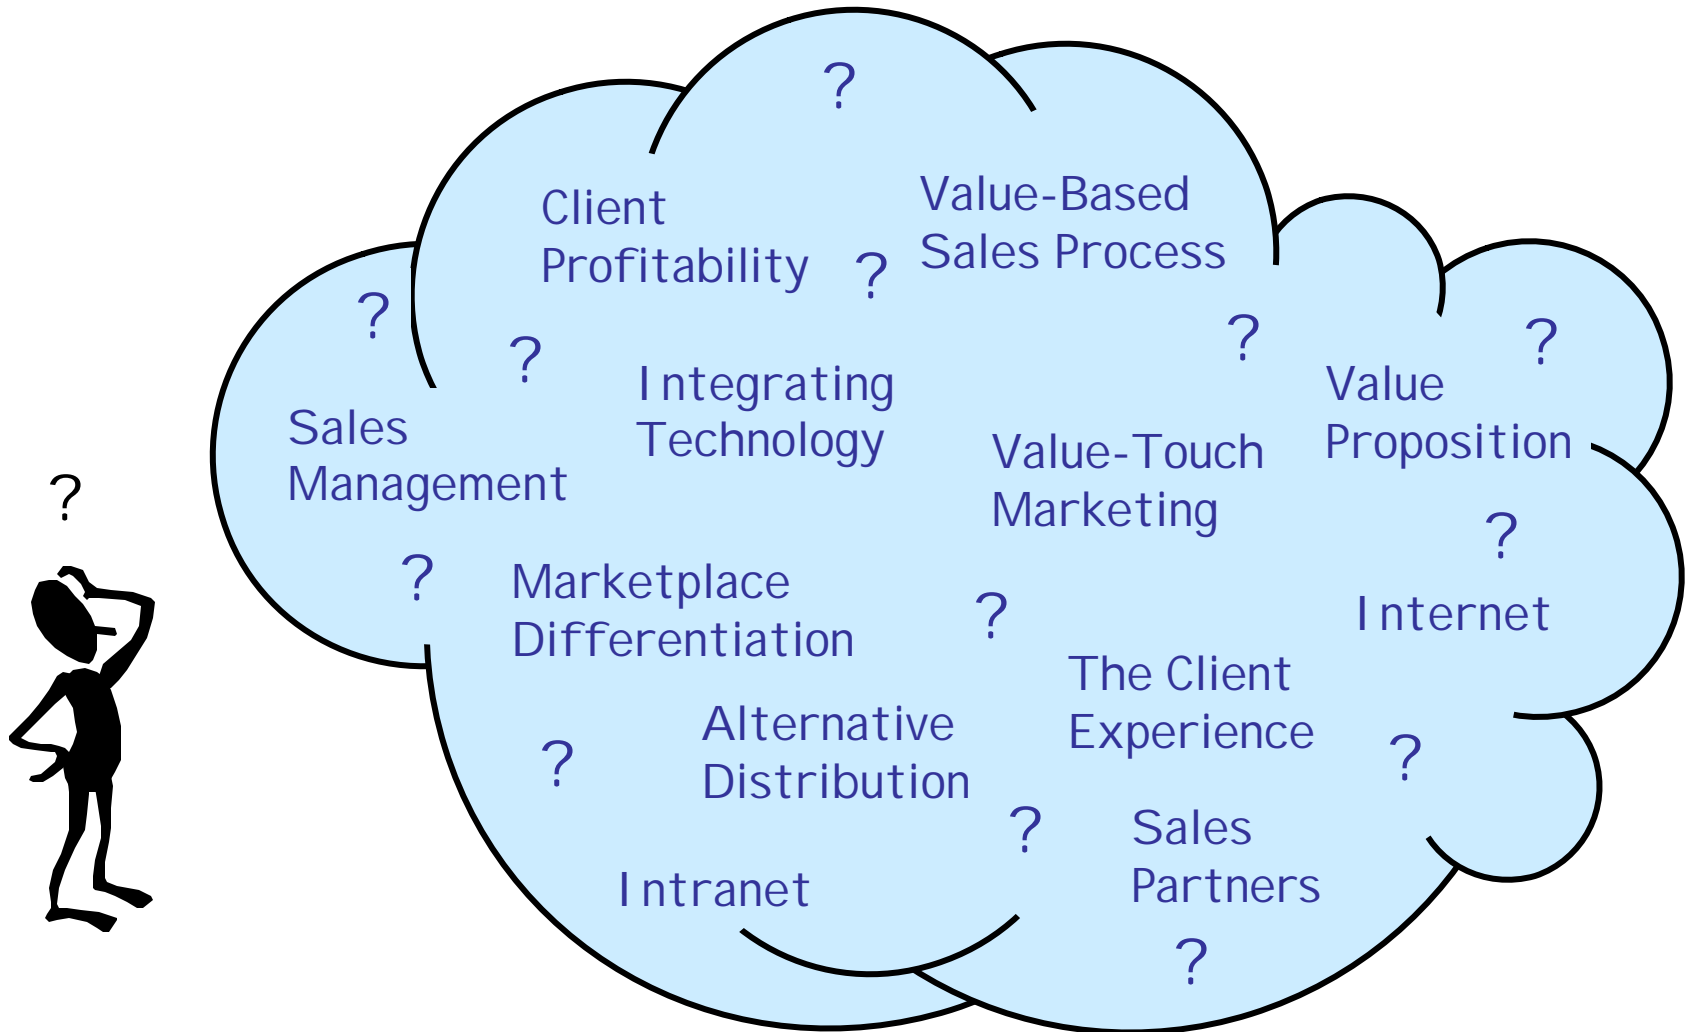 ?
Client
Profitability
?
Value-Based
Sales Process
?
?
?
?
Integrating
Technology
Value
Proposition
Sales
Management
Value-Touch
Marketing
?
?
?
Marketplace
Differentiation
?
Internet
The Client
Experience
Alternative
Distribution
?
?
?
Sales
Partners
Intranet
?